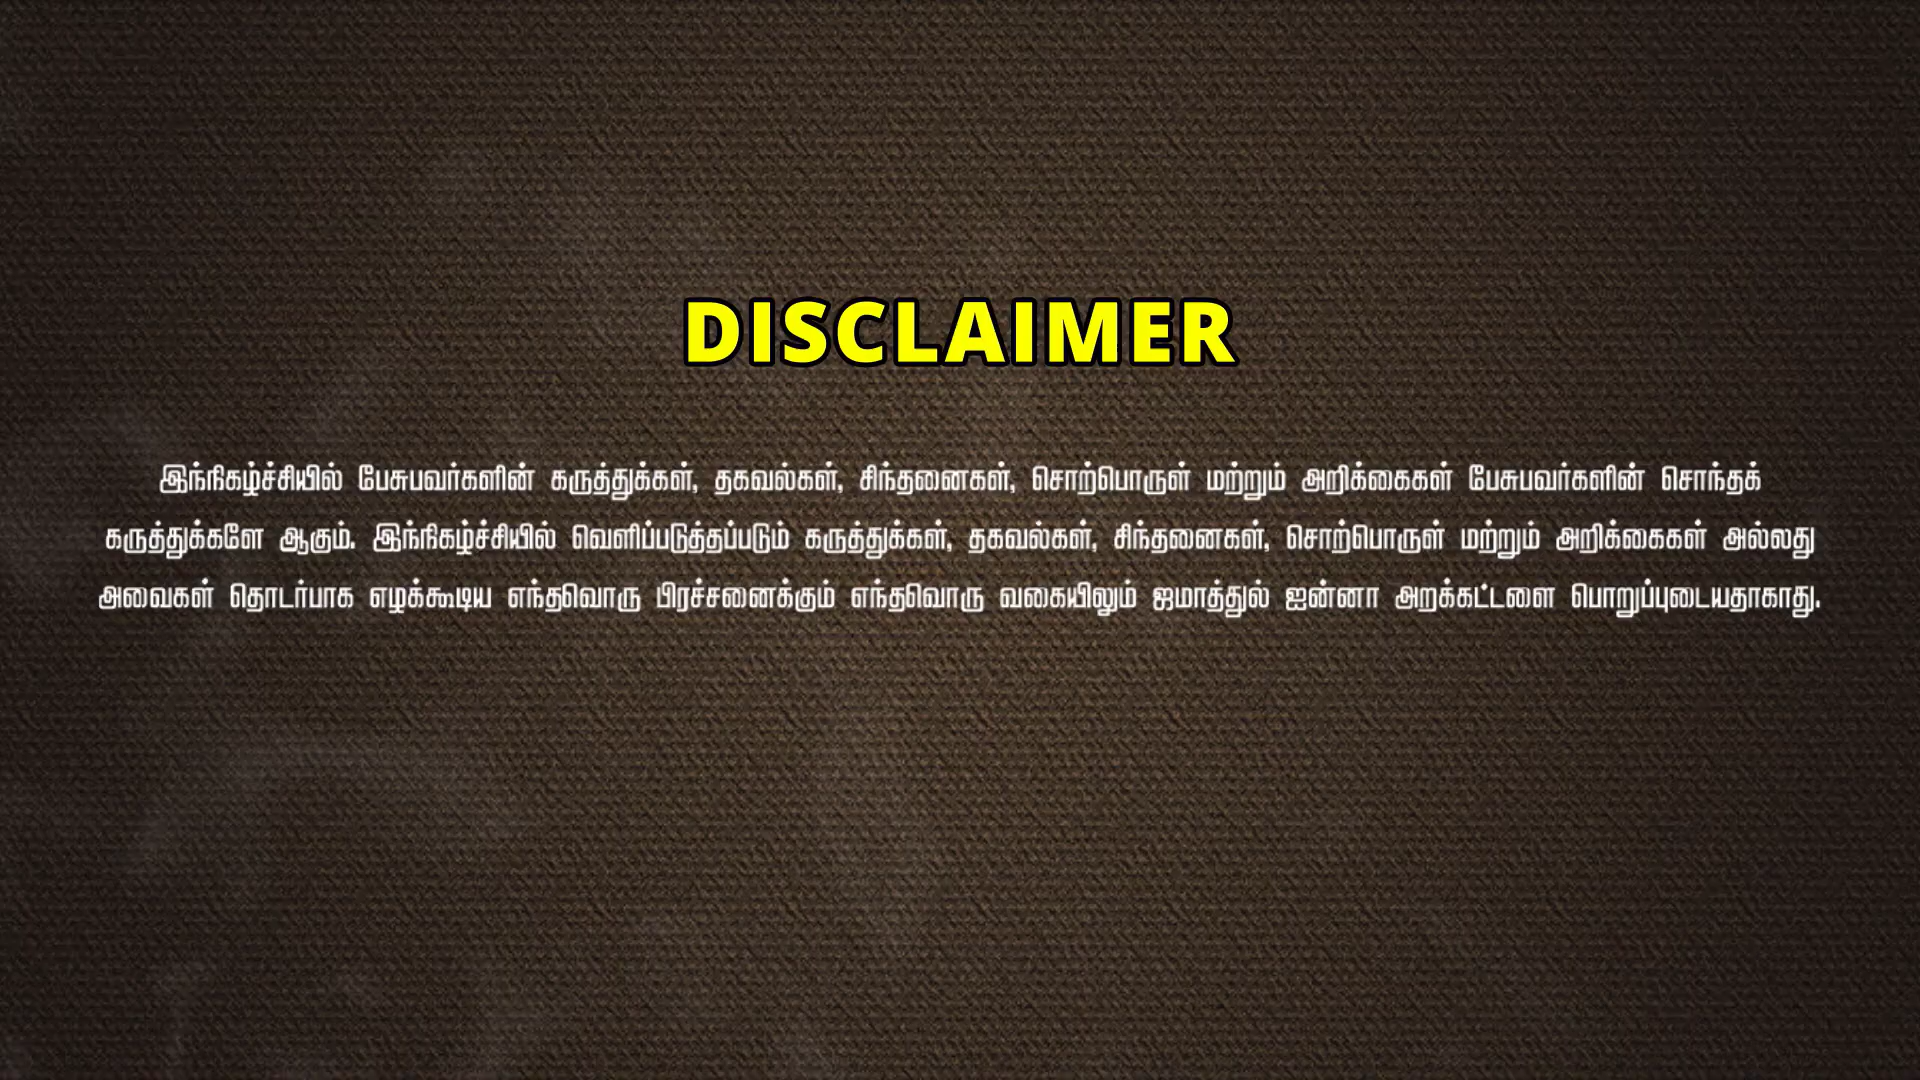 DISCLAIMER
இந்நிகழ்ச்சியில் பேசுபவர்களின் கருத்துக்கள், தகவல்கள், சிந்தனைகள், சொற்பொருள் மற்றும் அறிக்கைகள் பேசுபவர்களின் சொந்தக்
கருத்துக்களே ஆகும். இந்நிகழ்ச்சியில் வெளிப்படுத்தப்படும் கருத்துக்கள், தகவல்கள், சிந்தனைகள், சொற்பொருள் மற்றும் அறிக்கைகள் அல்லது
அவைகள் தொடர்பாக எழக்கூடிய எந்தவொரு பிரச்சனைக்கும் எந்தவொரு வகையிலும் ஜமாத்துல் ஐன்னா அறக்கட்டளை பொறுப்புடையதாகாது.